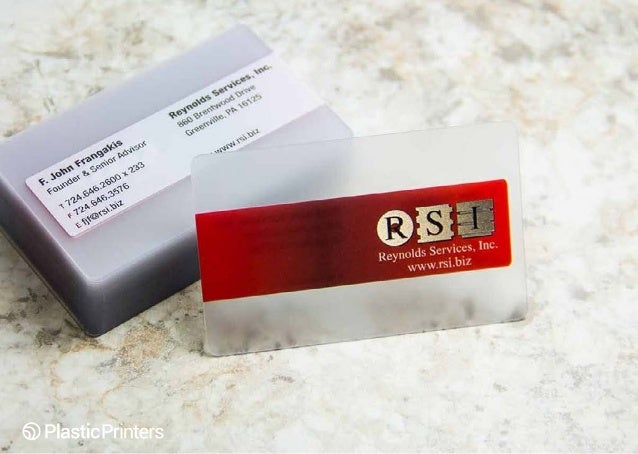 F. John Frangakis
Founder & Senior Advisor
T 724.646.2600 x 233
F 724.646.3576
E fjf@rsi.biz
Reynolds Services, Inc.
860 Brentwood Drive
Greenville, PA 16125
www.rsi.biz
RSI
Reynolds Services, Inc.
www.rsi.biz
PlasticPrinters